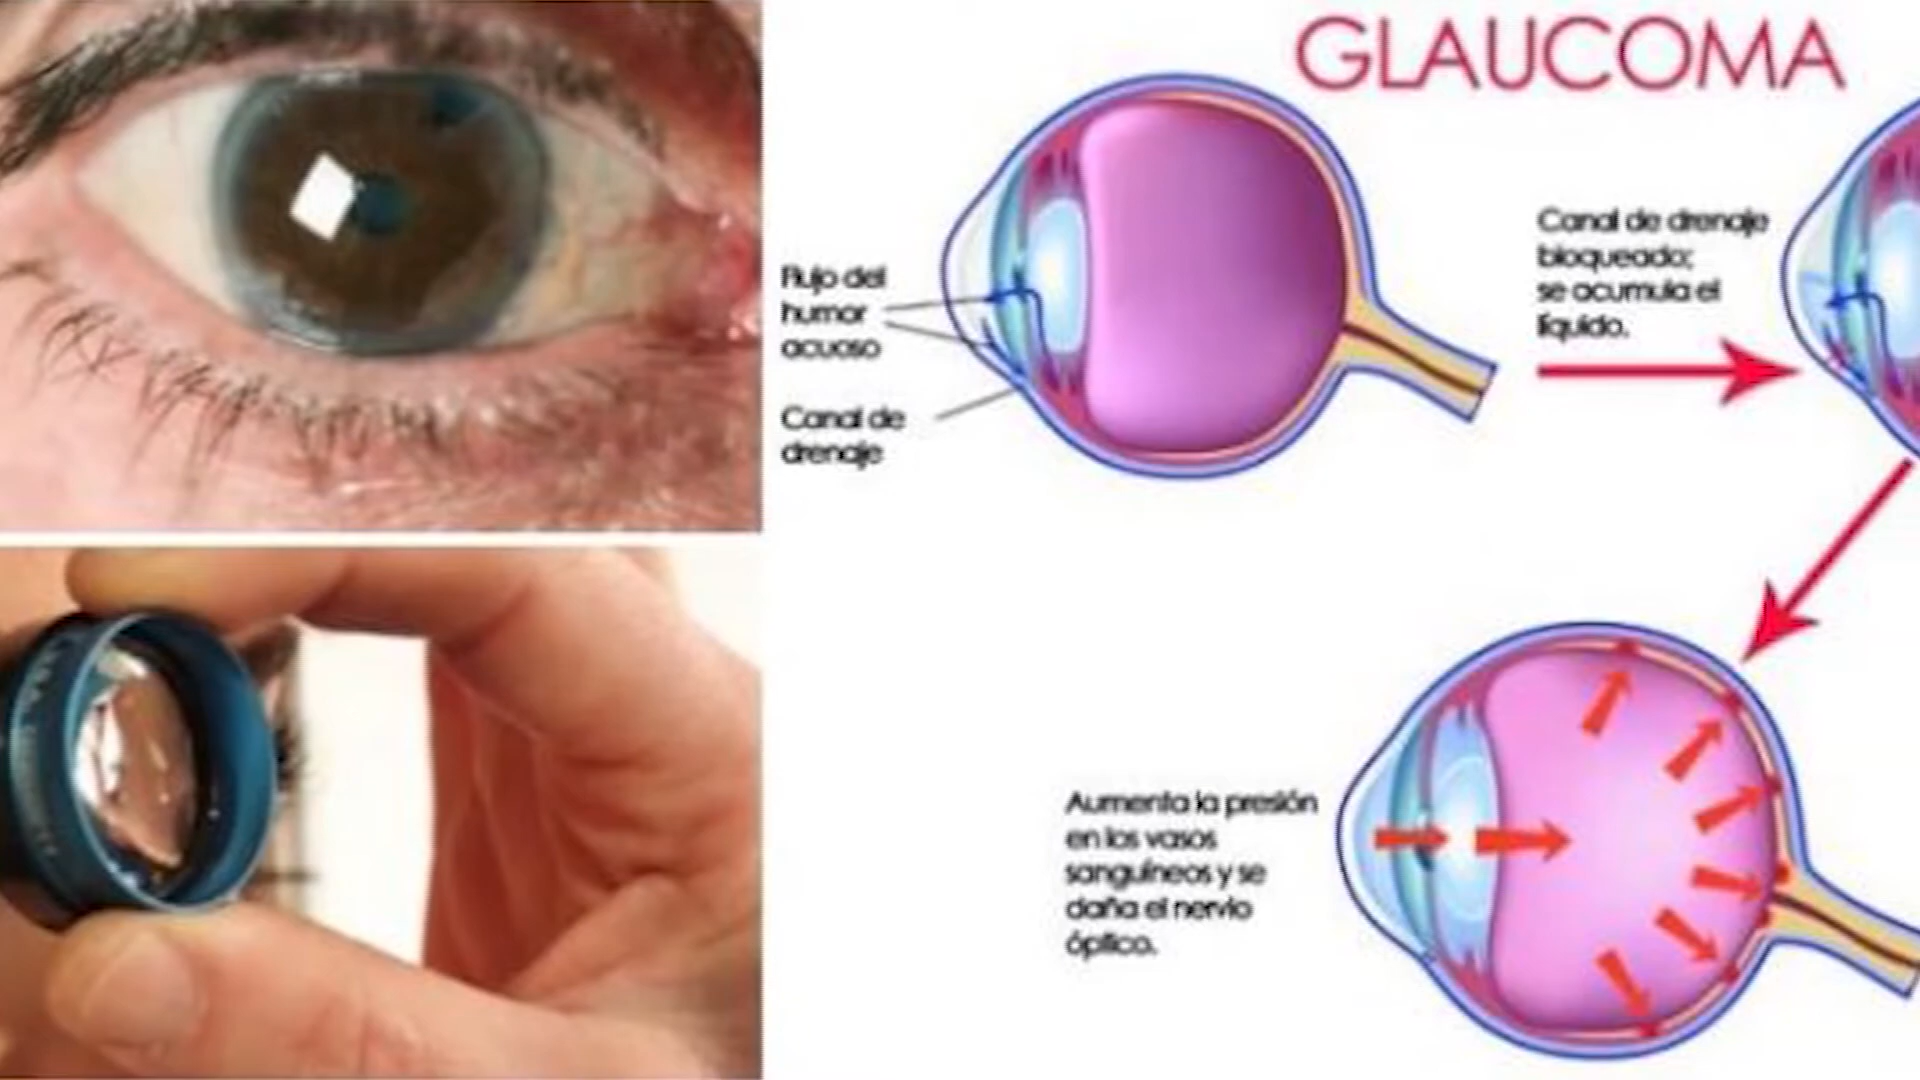 GLAUCOMA
Flujo del
humor
acuoso
Canal de
drenaje
Canal de drenaje
bloqueado;
se acumula el
líquido.
Aumenta la presión
en los vasos
sanguíneos y se
daña el nervio
óptico.